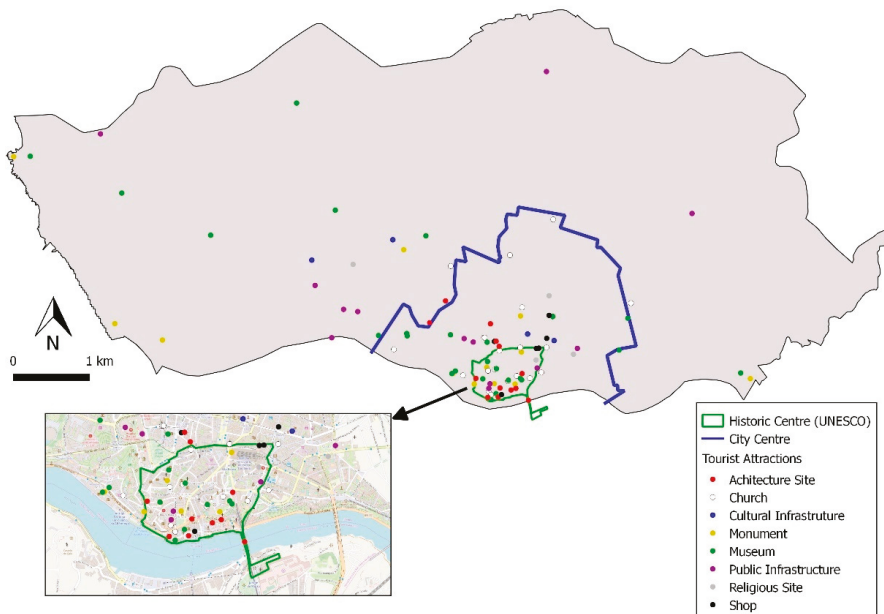 N
0 1 km
Historic Centre (UNESCO)
City Centre
Tourist Attractions
Achitecture Site
Church
Cultural Infrastruture
Monument
Museum
Public Infrastructure
Religious Site
Shop